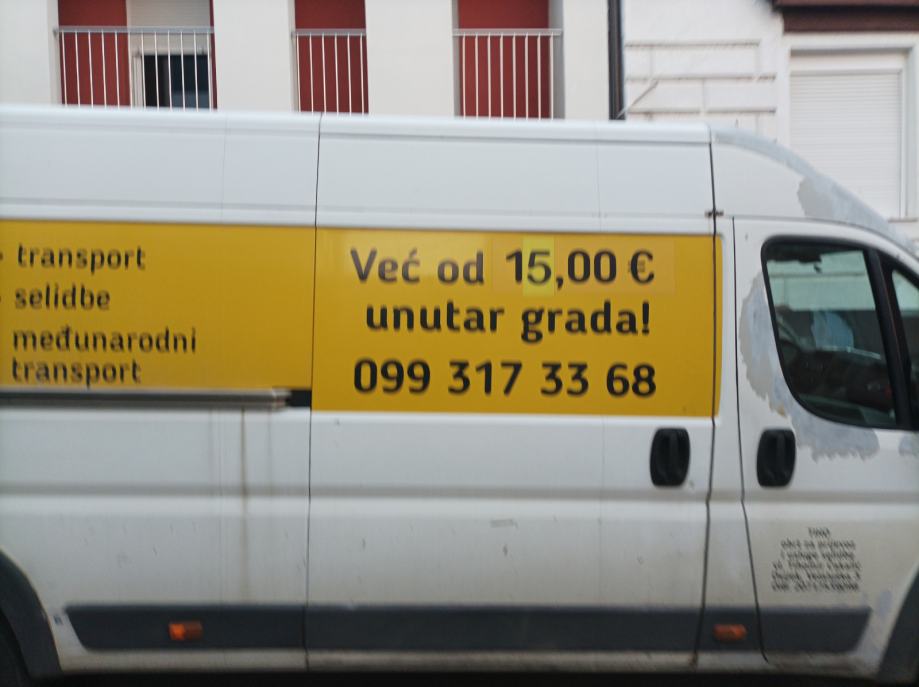 transport
selidbe
međunarodni
transport
Već od 15,00 €
unutar grada!
099 317 33 68